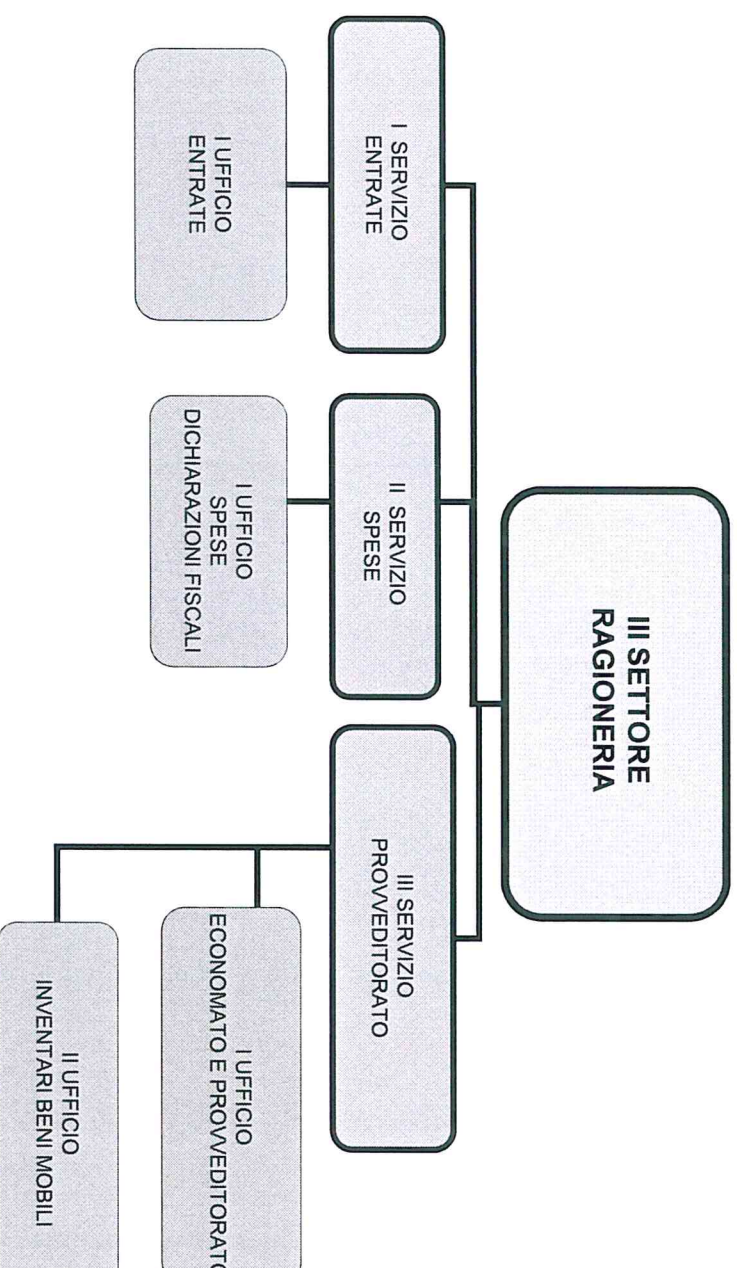 III SETTORE
RAGIONERIA
I SERVIZIO
ENTRATE
II SERVIZIO
SPESE
III SERVIZIO
PROVVEDITORATO
I UFFICIO
ENTRATE
I UFFICIO
SPESE
DICHIARAZIONI FISCALI
I UFFICIO
ECONOMATO E PROVVEDITORATO
II UFFICIO
INVENTARI BENI MOBILI